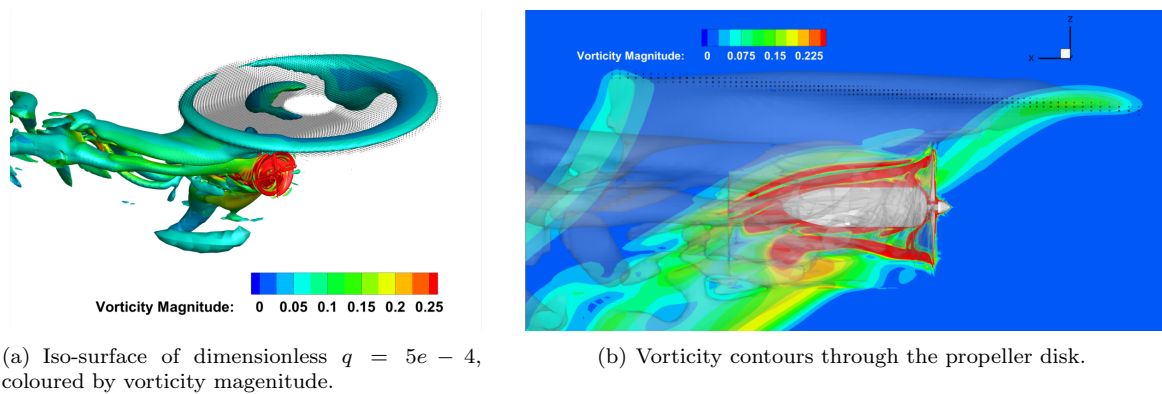 Vorticity Magnitude: 0 0.05 0.1 0.15 0.2 0.25
(a) Iso-surface of dimensionless q = 5e − 4,
coloured by vorticity magenitude.
Vorticity Magnitude: 0 0.075 0.15 0.225
z
x
(b) Vorticity contours through the propeller disk.